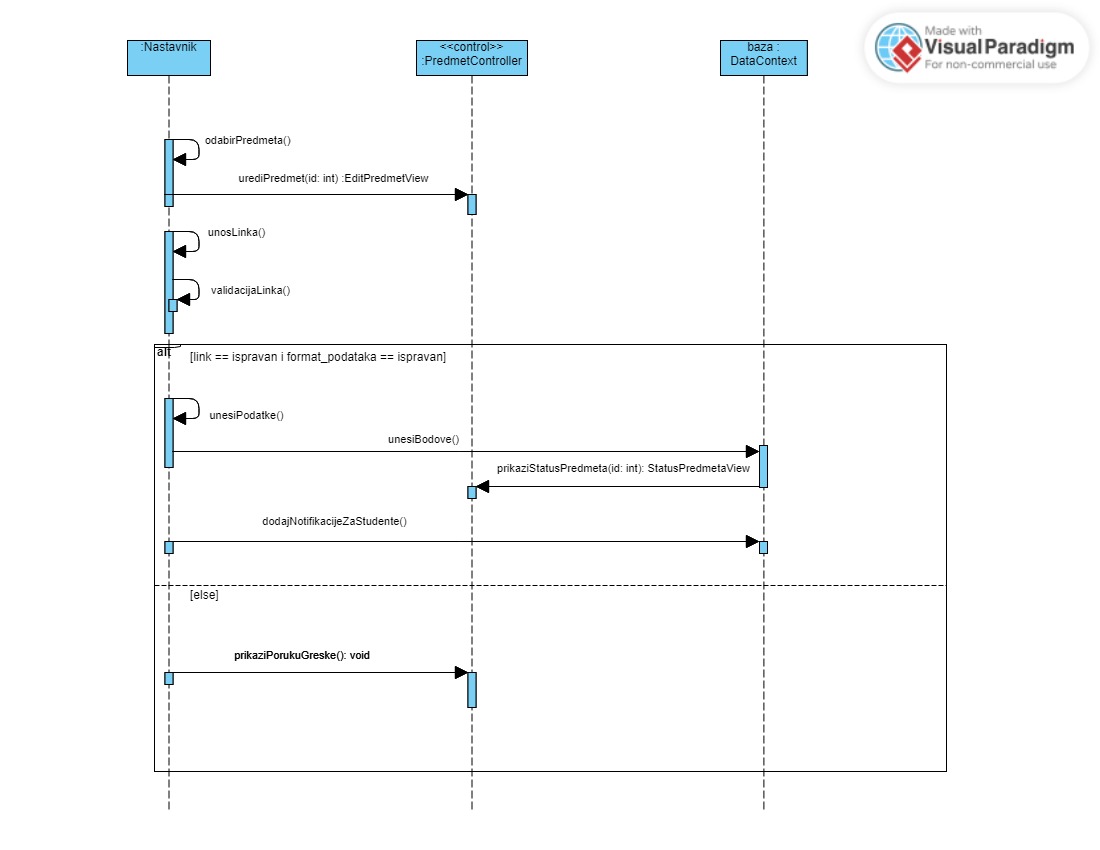 Made with
Visual Paradigm
For non-commercial use
:Nastavnik
<<control>>
:PredmetController
baza :
DataContext
odabirPredmeta()
urediPredmet(id: int) :EditPredmetView
unosLinka()
validacijaLinka()
alt
[link == ispravan i format_podataka == ispravan]
unesiPodatke()
unesiBodove()
prikaziStatusPredmeta(id: int): StatusPredmetaView
dodajNotifikacijeZaStudente()
[else]
prikaziPorukuGreske(): void